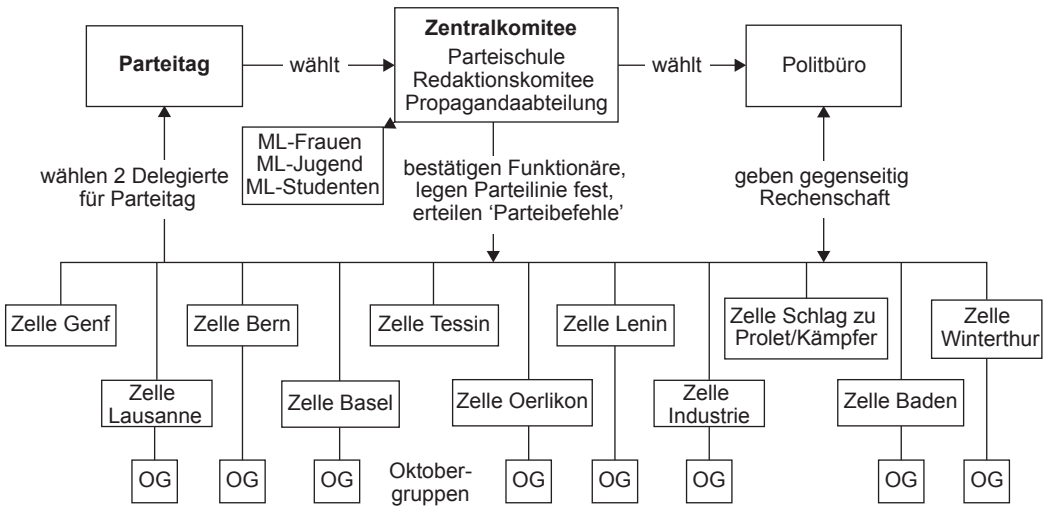 Parteitag
wählt
Zentralkomitee
Parteischule
Redaktionskomitee
Propagandaabteilung
wählt
Politbüro
ML-Frauen
ML-Jugend
ML-Studenten
wählen 2 Delegierte
für Parteitag
bestätigen Funktionäre,
legen Parteilinie fest,
erteilen ‘Parteibefehle’
geben gegenseitig
Rechenschaft
Zelle Genf
Zelle Bern
Zelle Tessin
Zelle Lenin
Zelle Schlag zu
Prolet/Kämpfer
Zelle
Winterthur
Zelle
Lausanne
Zelle Basel
Zelle Oerlikon
Zelle
Industrie
Zelle Baden
OG
OG
OG
Oktober-
gruppen
OG
OG
OG
OG
OG